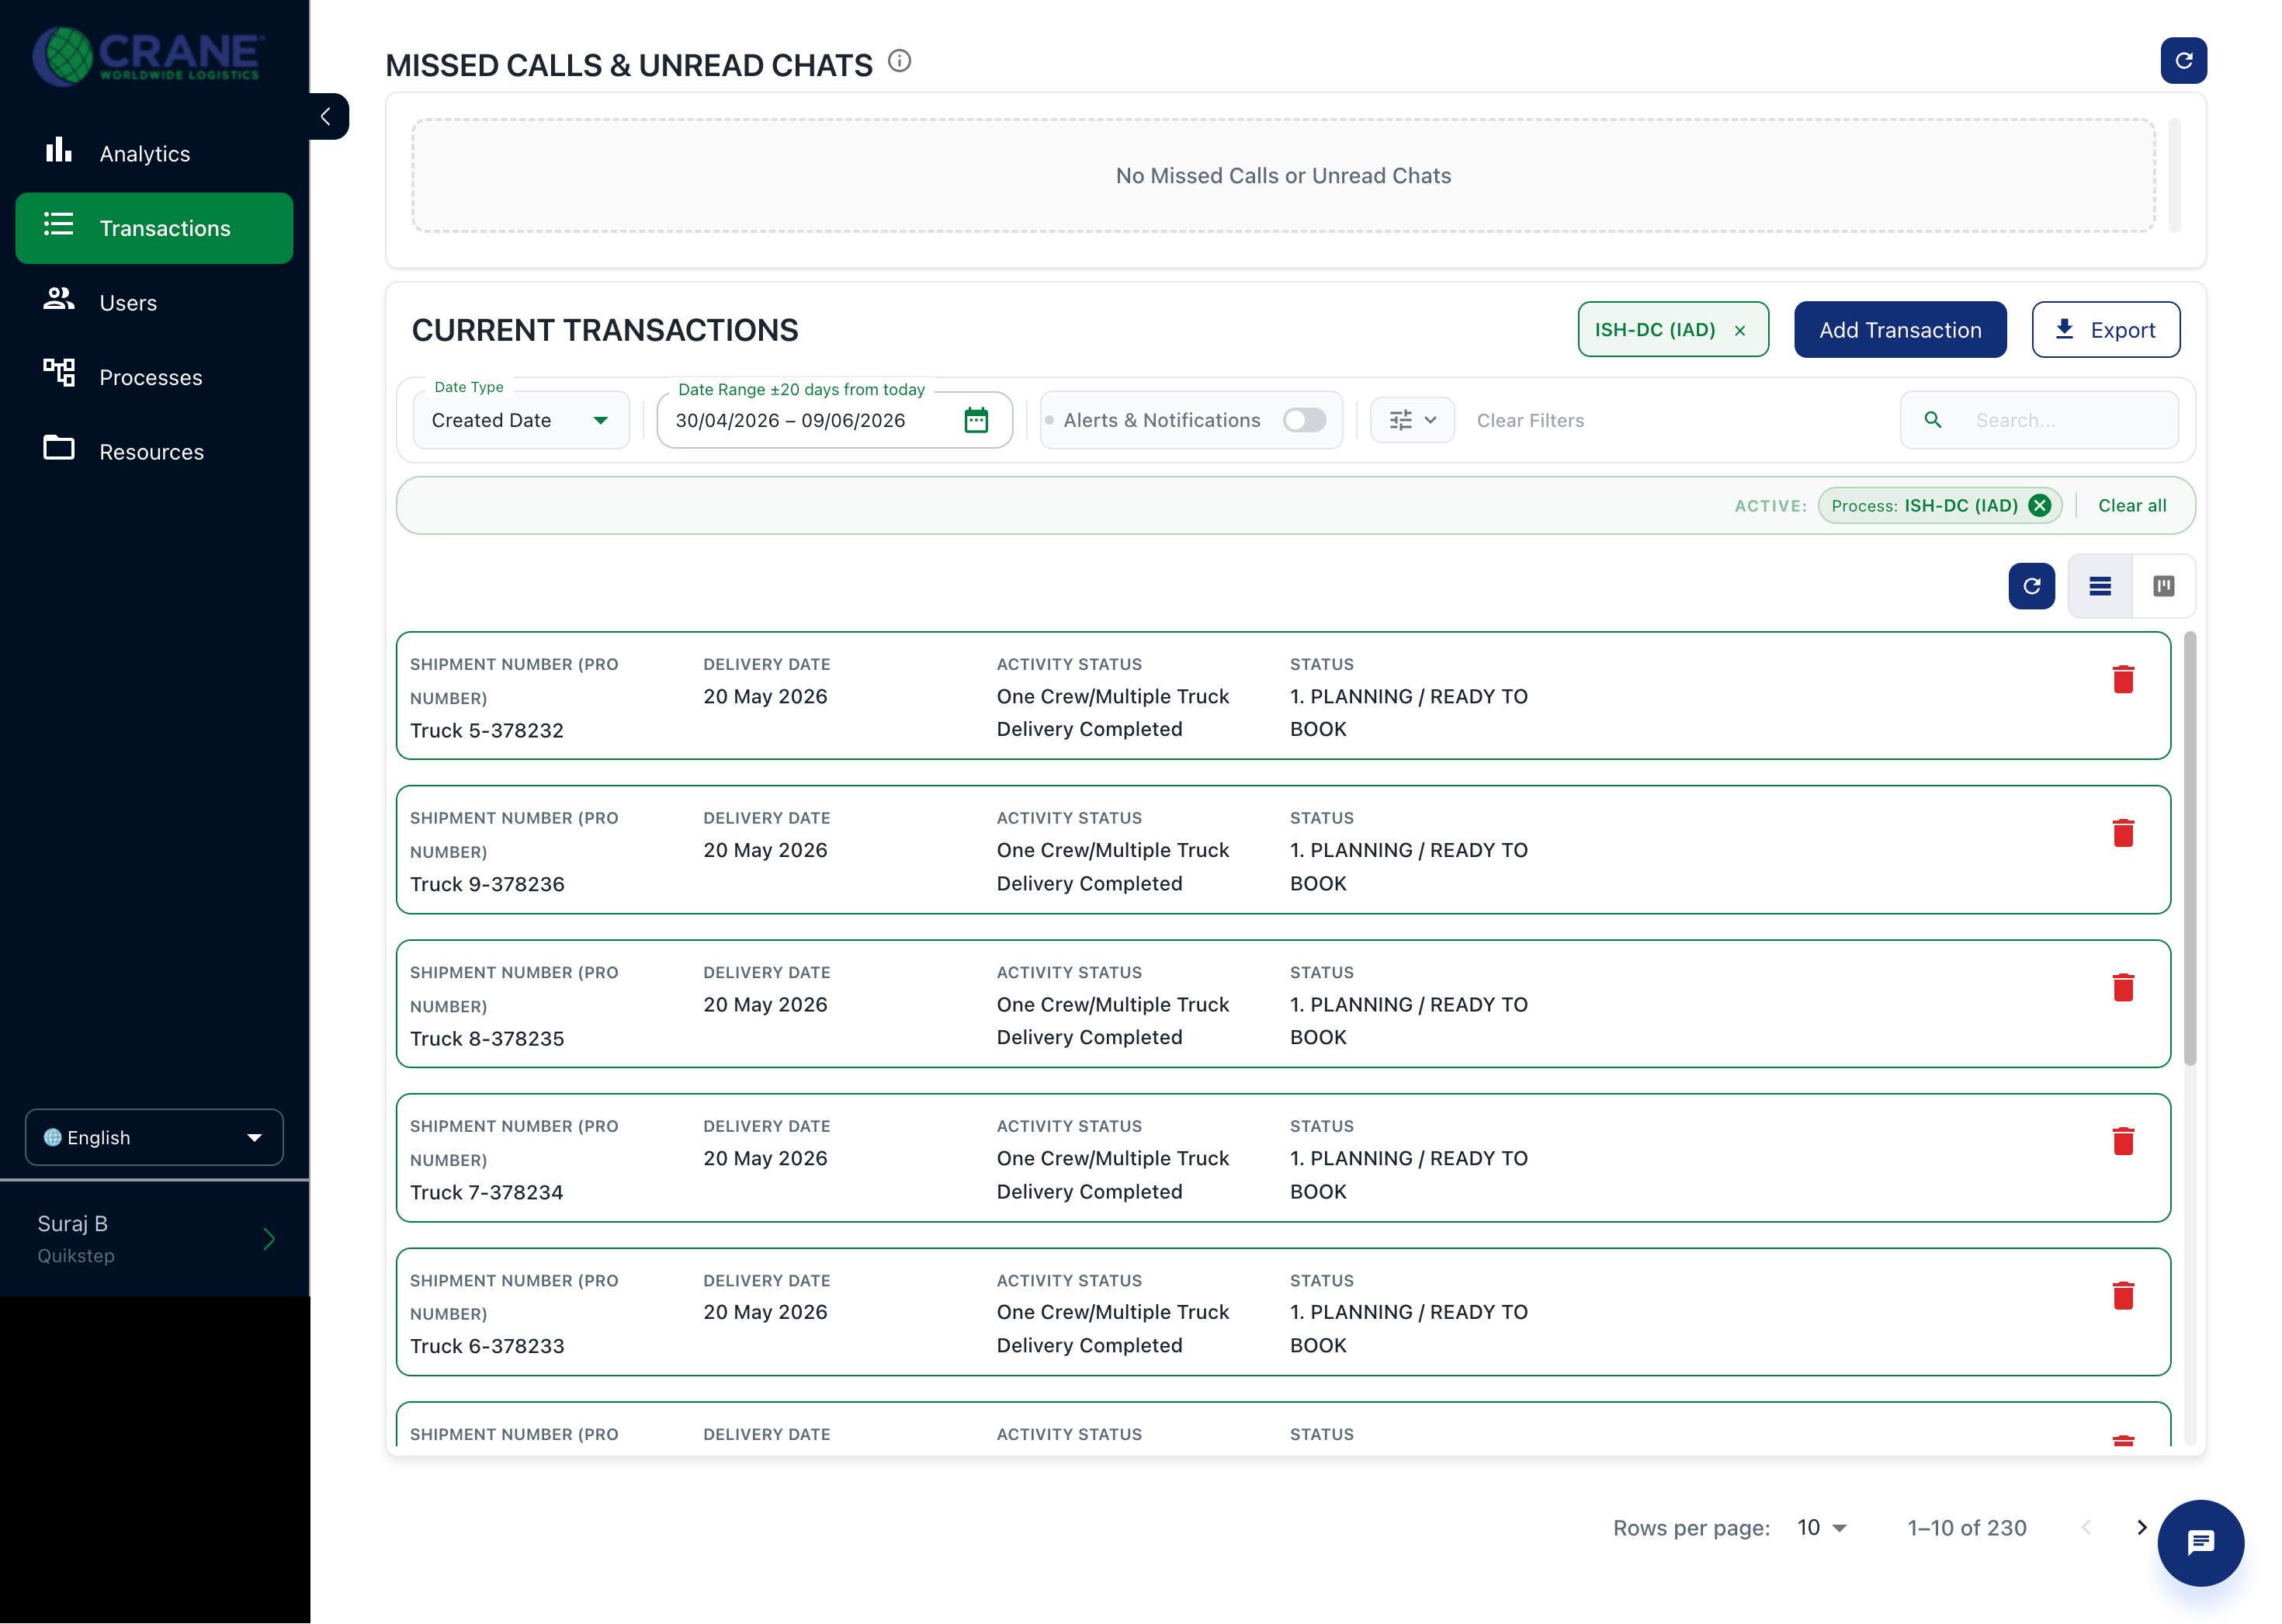 CRANE
WORLDWIDE LOGISTICS
Analytics
Transactions
Users
Processes
Resources
English
Suraj B
Quikstep
MISSED CALLS & UNREAD CHATS
No Missed Calls or Unread Chats
CURRENT TRANSACTIONS
ISH-DC (IAD) ×
Add Transaction
Export
Date Type
Created Date
Date Range ±20 days from today
30/04/2026 – 09/06/2026
Alerts & Notifications
Clear Filters
Search...
ACTIVE:
Process: ISH-DC (IAD)
Clear all
SHIPMENT NUMBER (PRO
NUMBER)
Truck 5-378232
DELIVERY DATE
20 May 2026
ACTIVITY STATUS
One Crew/Multiple Truck
Delivery Completed
STATUS
1. PLANNING / READY TO
BOOK
SHIPMENT NUMBER (PRO
NUMBER)
Truck 9-378236
DELIVERY DATE
20 May 2026
ACTIVITY STATUS
One Crew/Multiple Truck
Delivery Completed
STATUS
1. PLANNING / READY TO
BOOK
SHIPMENT NUMBER (PRO
NUMBER)
Truck 8-378235
DELIVERY DATE
20 May 2026
ACTIVITY STATUS
One Crew/Multiple Truck
Delivery Completed
STATUS
1. PLANNING / READY TO
BOOK
SHIPMENT NUMBER (PRO
NUMBER)
Truck 7-378234
DELIVERY DATE
20 May 2026
ACTIVITY STATUS
One Crew/Multiple Truck
Delivery Completed
STATUS
1. PLANNING / READY TO
BOOK
SHIPMENT NUMBER (PRO
NUMBER)
Truck 6-378233
DELIVERY DATE
20 May 2026
ACTIVITY STATUS
One Crew/Multiple Truck
Delivery Completed
STATUS
1. PLANNING / READY TO
BOOK
SHIPMENT NUMBER (PRO
DELIVERY DATE
ACTIVITY STATUS
STATUS
Rows per page:
10
1–10 of 230